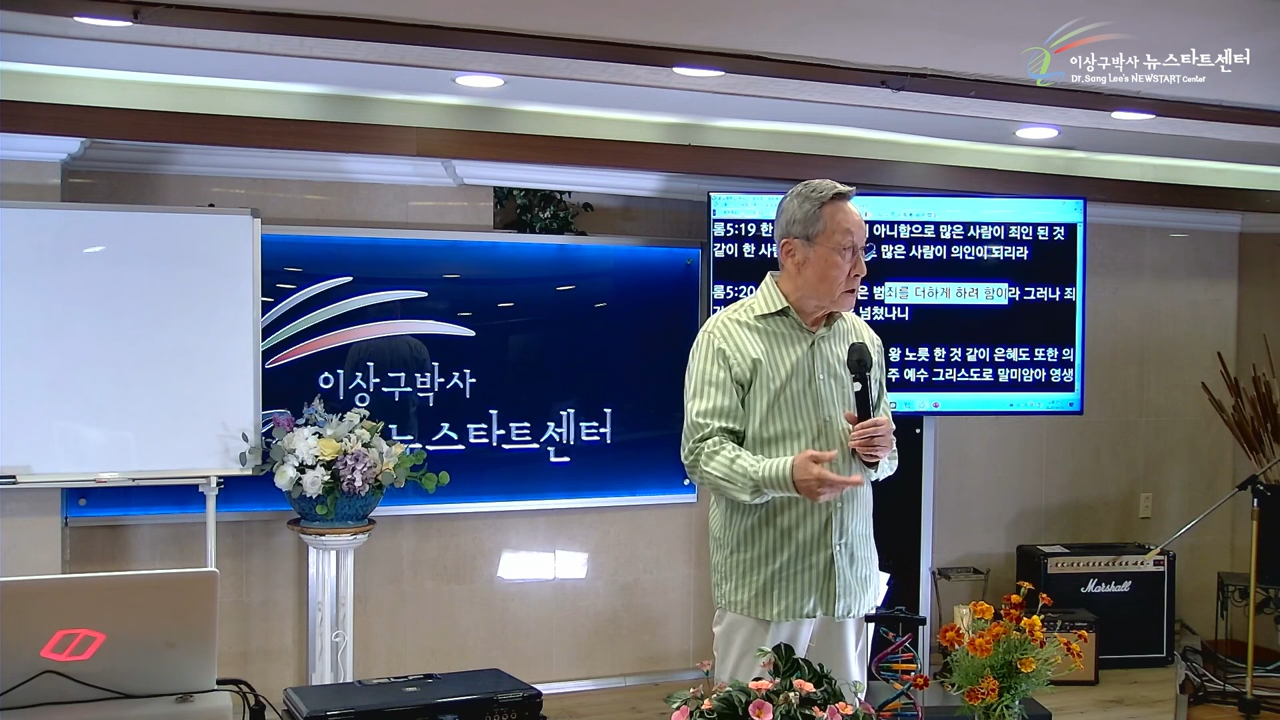 이상구박사 뉴스타트센터
Dr. Sang Lee's NEWSTART Center
롬5:19 한 아니함으로 많은 사람이 죄인 된 것
같이 한 많은 사람이 의인이 되리라
롬5:20 은 범죄를 더하게 하려 함이라 그러나 죄
넘쳤나니
왕 노릇 한 것 같이 은혜도 또한 의
주 예수 그리스도로 말미암아 영생
이상구박사
뉴스타트센터
Marshall